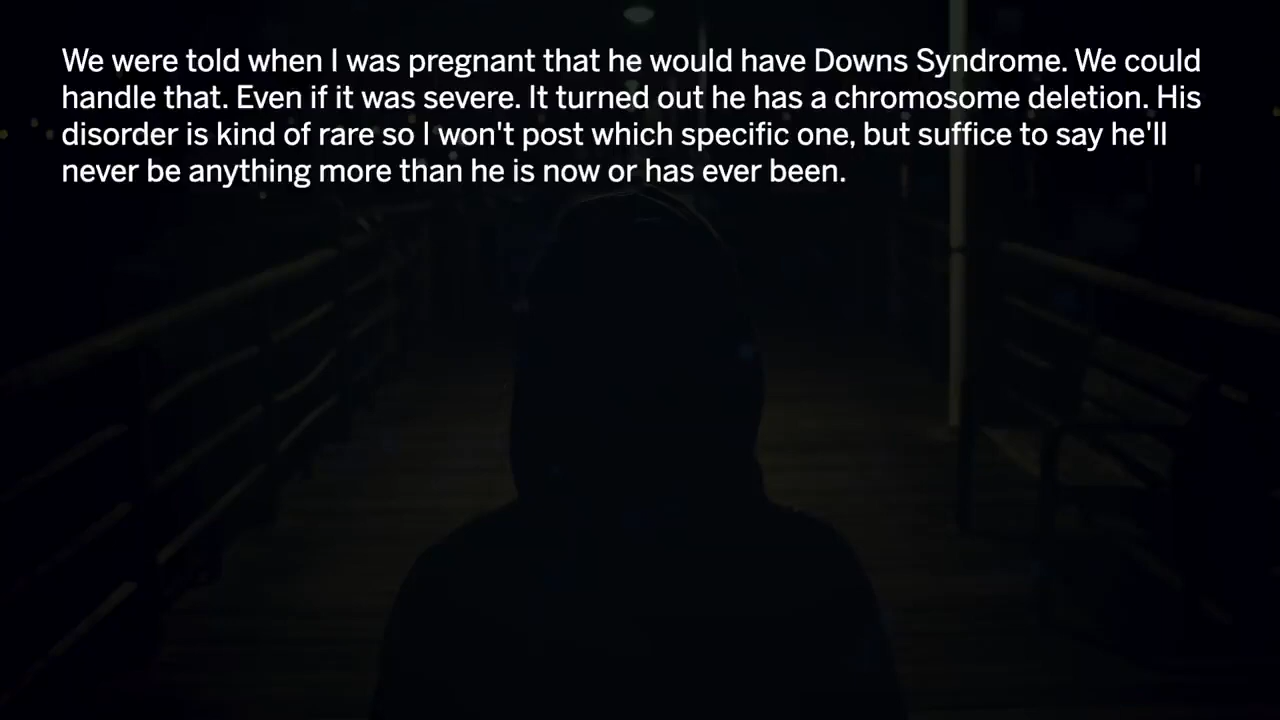 We were told when I was pregnant that he would have Downs Syndrome. We could
handle that. Even if it was severe. It turned out he has a chromosome deletion. His
disorder is kind of rare so I won't post which specific one, but suffice to say he'll
never be anything more than he is now or has ever been.